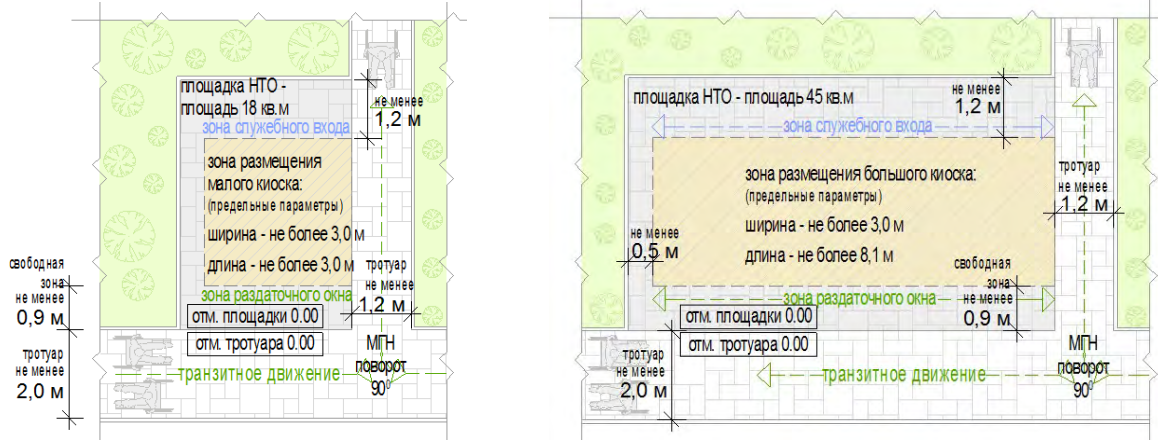 площадка НТО -
площадь 18 кв.м
не менее
1,2 м
зона служебного входа
зона размещения
малого киоска:
(предельные параметры)
ширина - не более 3,0 м
длина - не более 3,0 м
тротуар
не менее
1,2 м
свободная
зона
не менее
0,9 м
зона раздаточного окна
отм. площадки 0.00
отм. тротуара 0.00
тротуар
не менее
2,0 м
транзитное движение
МГН
поворот
90⁰
площадка НТО - площадь 45 кв.м
не менее
1,2 м
зона служебного входа
зона размещения большого киоска:
(предельные параметры)
ширина - не более 3,0 м
длина - не более 8,1 м
тротуар
не менее
1,2 м
не менее
0,5 м
свободная
зона
не менее
0,9 м
зона раздаточного окна
отм. площадки 0.00
отм. тротуара 0.00
тротуар
не менее
2,0 м
транзитное движение
МГН
поворот
90⁰